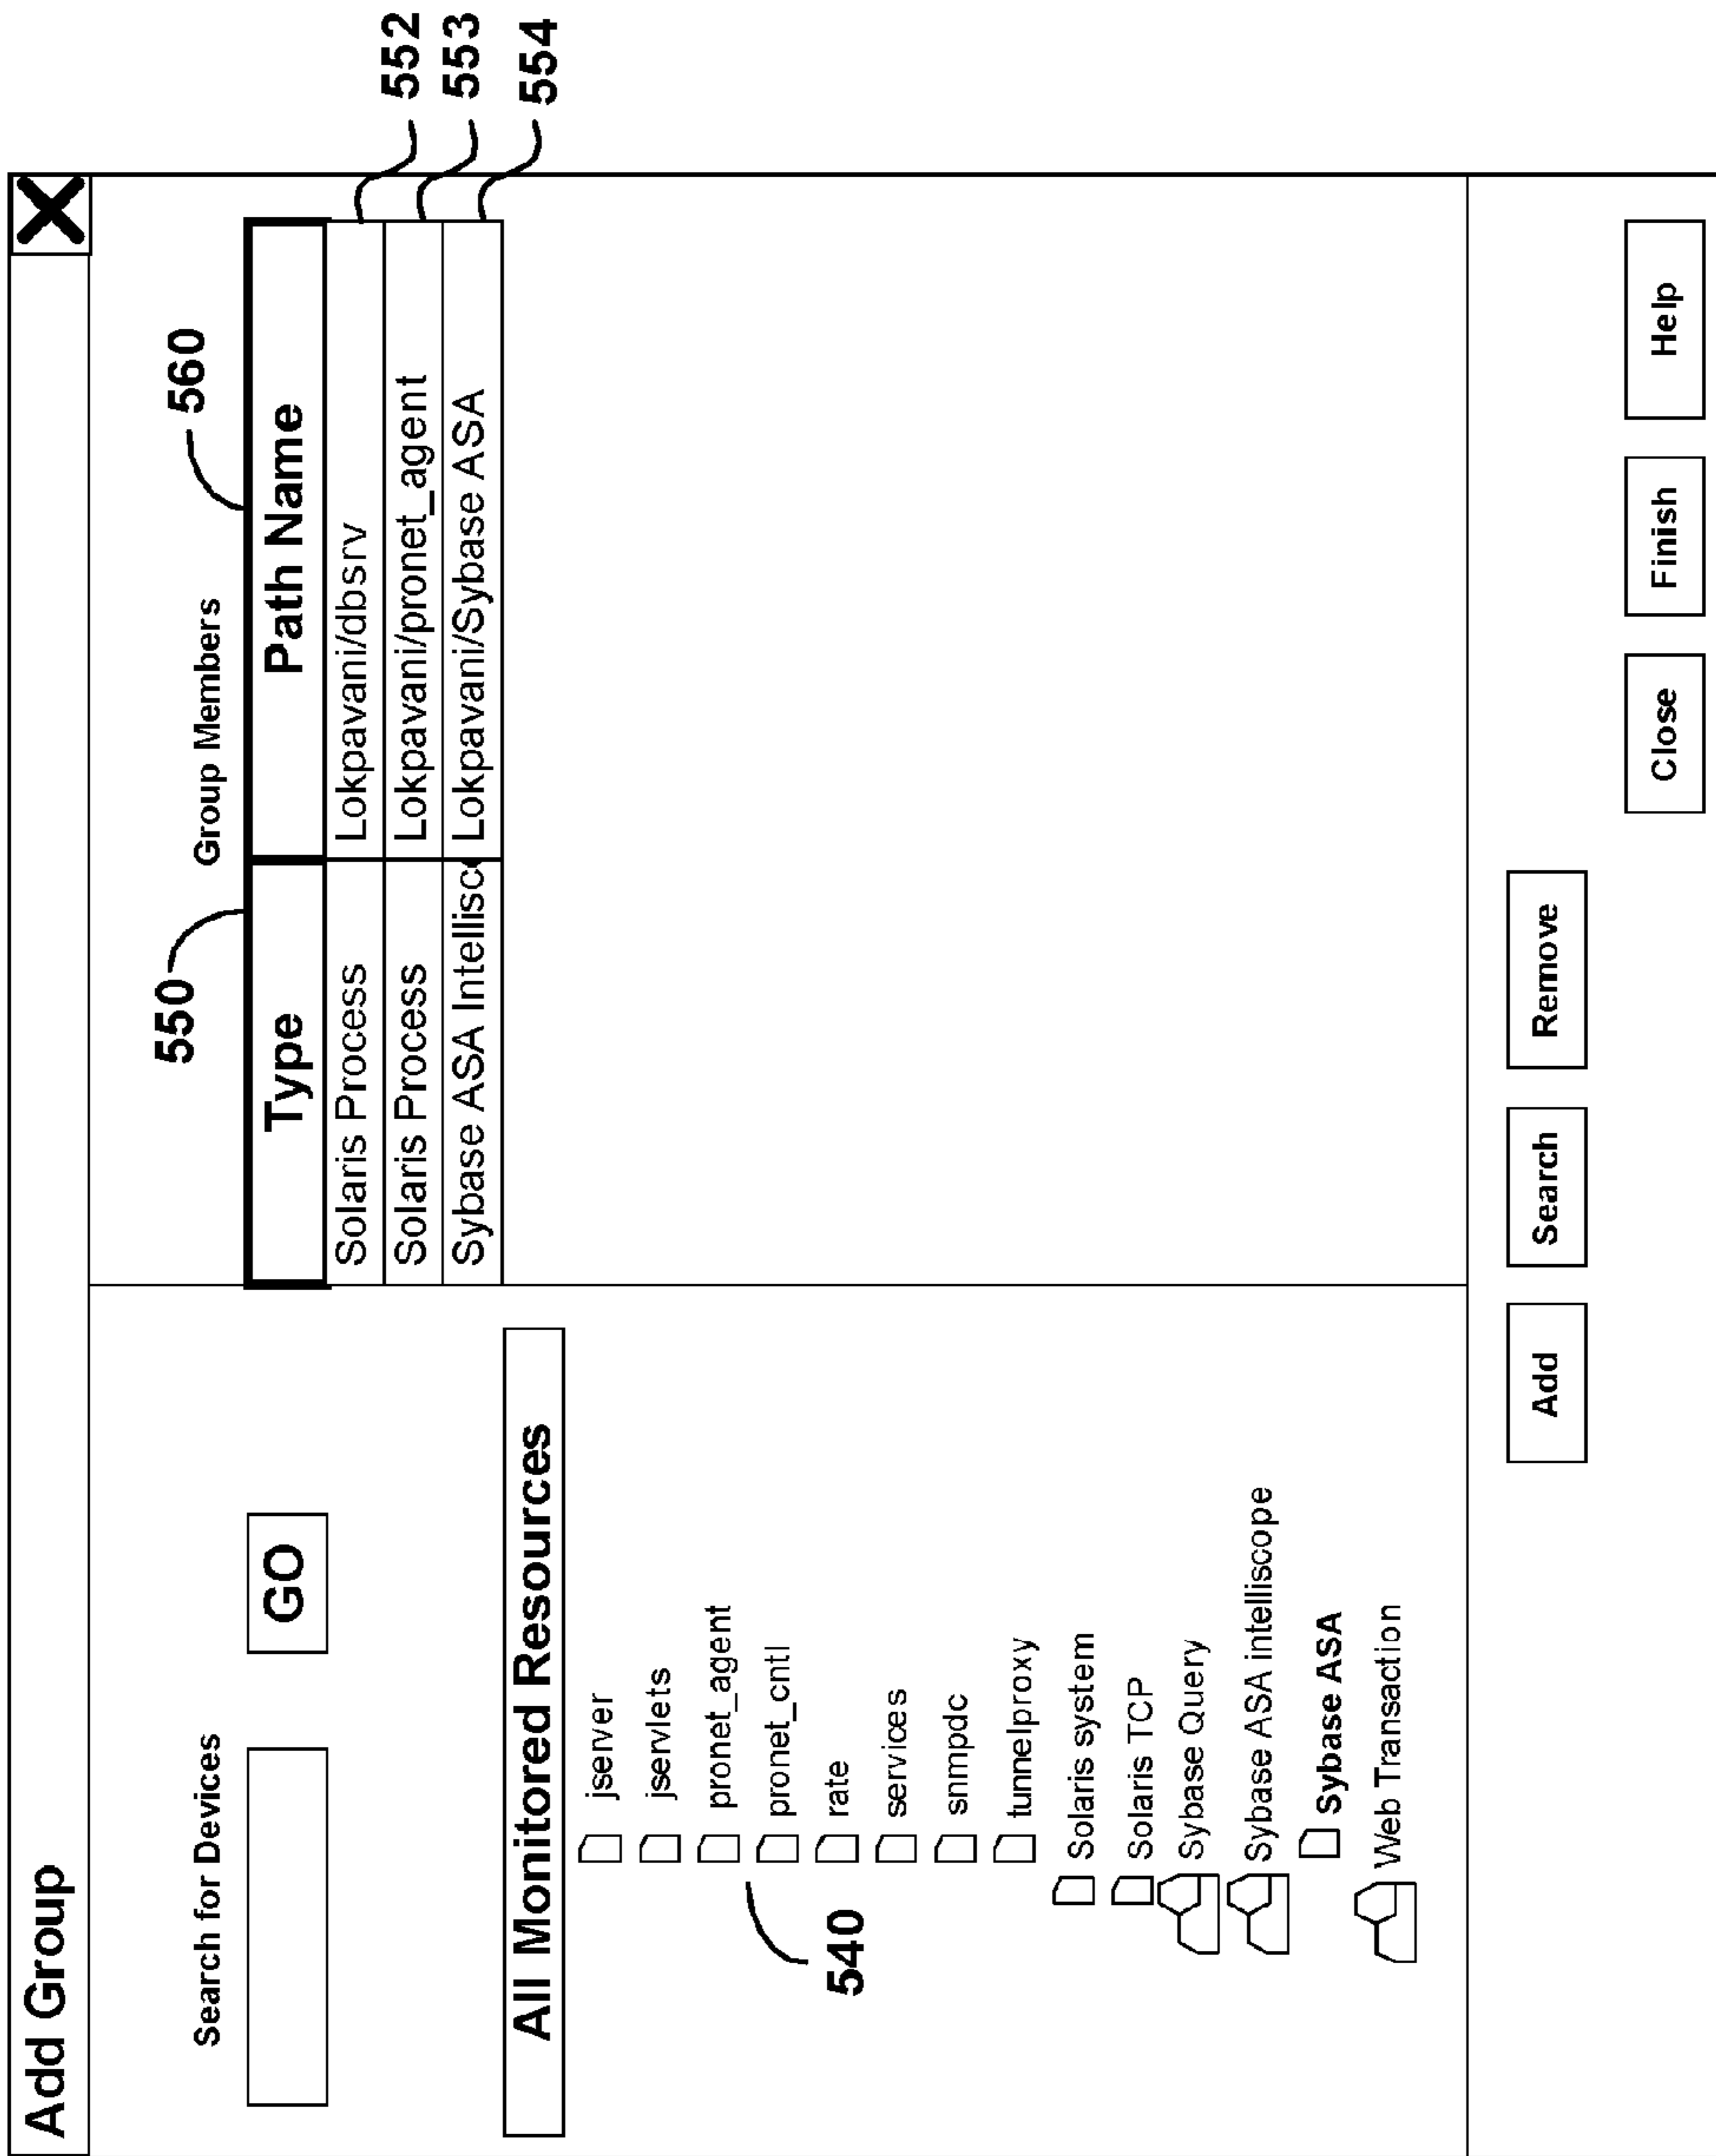 Add Group
Search for Devices
GO
All Monitored Resources
jserver
jservlets
pronet_agent
pronet_cntl
rate
services
snmpdc
tunnelproxy
Solaris system
Solaris TCP
Sybase Query
Sybase ASA intelliscope
Sybase ASA
Web Transaction
540
550
Group Members
560
Type Path Name
Solaris Process Lokpavani/dbsrv
Solaris Process Lokpavani/pronet_agent
Sybase ASA Intellisc Lokpavani/Sybase ASA
552
553
554
Add Search Remove
Close Finish Help